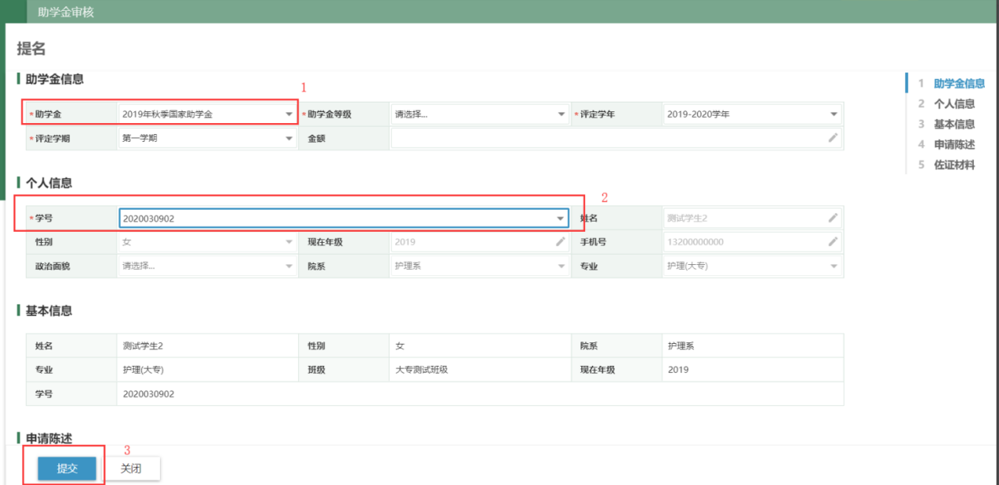 助学金审核
提名
助学金信息
1
*助学金 2019年秋季国家助学金 *助学金等级 请选择... *评定学年 2019-2020学年
*评定学期 第一学期 金额
1 助学金信息
2 个人信息
3 基本信息
4 申请陈述
5 佐证材料
个人信息
2
*学号 2020030902 姓名 测试学生2
性别 女 现在年级 2019 手机号 13200000000
政治面貌 请选择... 院系 护理系 专业 护理(大专)
基本信息
姓名 测试学生2 性别 女 院系 护理系
专业 护理(大专) 班级 大专测试班级 现在年级 2019
学号 2020030902
申请陈述
3
提交 关闭